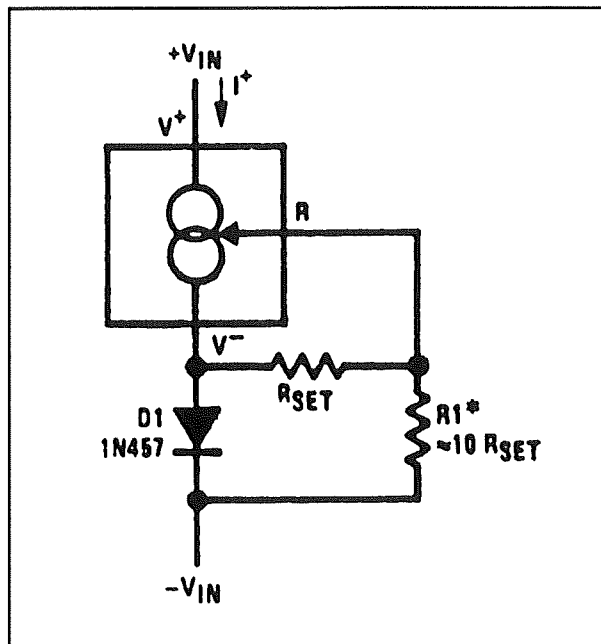 +VIN
I+
V+
R
V−
RSET
D1
1N457
R1*
≈10 RSET
−VIN